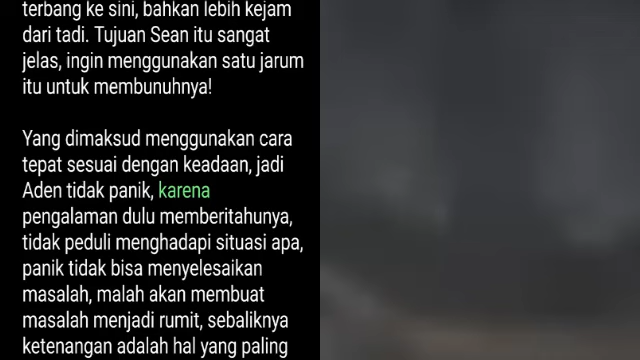 terbang ke sini, bahkan lebih kejam
dari tadi. Tujuan Sean itu sangat
jelas, ingin menggunakan satu jarum
itu untuk membunuhnya!
Yang dimaksud menggunakan cara
tepat sesuai dengan keadaan, jadi
Aden tidak panik, karena
pengalaman dulu memberitahunya,
tidak peduli menghadapi situasi apa,
panik tidak bisa menyelesaikan
masalah, malah akan membuat
masalah menjadi rumit, sebaliknya
ketenangan adalah hal yang paling